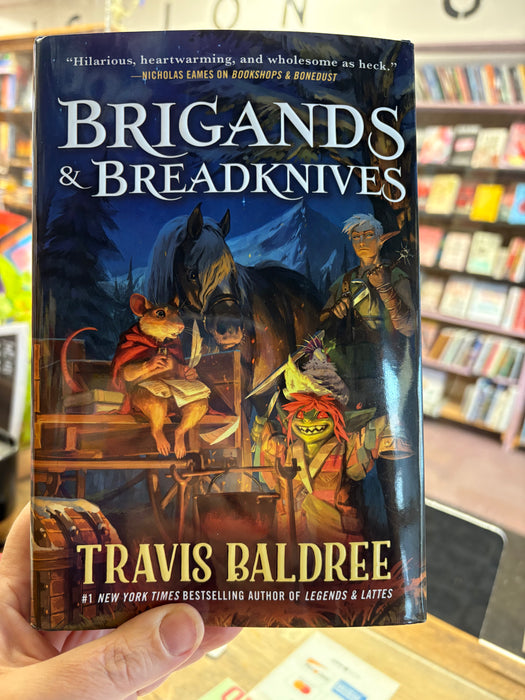 “Hilarious, heartwarming, and wholesome as heck.”
—NICHOLAS EAMES ON BOOKSHOPS & BONEDUST
BRIGANDS
& BREADKNIVES
TRAVIS BALDREE
#1 NEW YORK TIMES BESTSELLING AUTHOR OF LEGENDS & LATTES